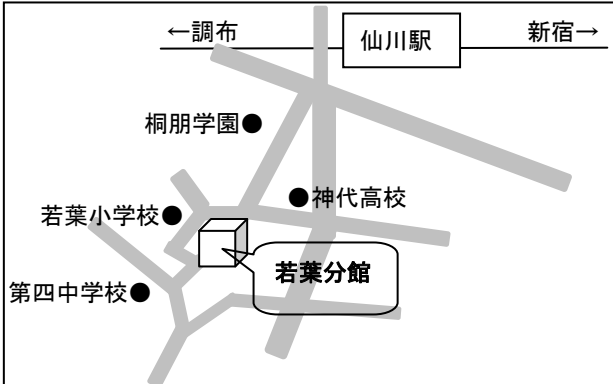 ←調布
仙川駅
新宿→
桐朋学園●
●神代高校
若葉小学校●
若葉分館
第四中学校●